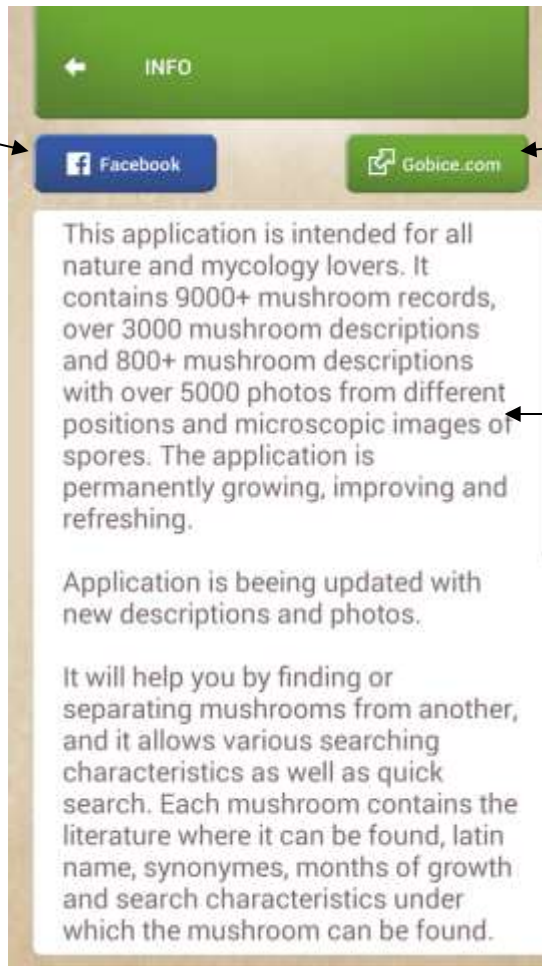 INFO
Facebook
Gobice.com
This application is intended for all
nature and mycology lovers. It
contains 9000+ mushroom records,
over 3000 mushroom descriptions
and 800+ mushroom descriptions
with over 5000 photos from different
positions and microscopic images of
spores. The application is
permanently growing, improving and
refreshing.
Application is beeing updated with
new descriptions and photos.
It will help you by finding or
separating mushrooms from another,
and it allows various searching
characteristics as well as quick
search. Each mushroom contains the
literature where it can be found, latin
name, synonymes, months of growth
and search characteristics under
which the mushroom can be found.